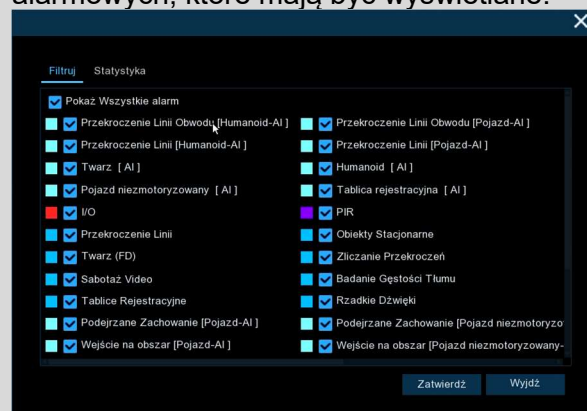 alarmowych, które mają być wyświetlane.
Filtruj Statystyka
Pokaż Wszystkie alarm
Przekroczenie Linii Obwodu [Humanoid-AI ] Przekroczenie Linii Obwodu [Pojazd-AI ]
Przekroczenie Linii [Humanoid-AI ] Przekroczenie Linii [Pojazd-AI ]
Twarz [ AI ] Humanoid [ AI ]
Pojazd niezmotoryzowany [ AI ] Tablica rejestracyjna [ AI ]
I/O PIR
Przekroczenie Linii Obiekty Stacjonarne
Twarz (FD) Zliczanie Przekroczeń
Sabotaż Video Badanie Gęstości Tłumu
Tablice Rejestracyjne Rzadkie Dźwięki
Podejrzane Zachowanie [Pojazd-AI ] Podejrzane Zachowanie [Pojazd niezmotoryzo
Wejście na obszar [Pojazd-AI ] Wejście na obszar [Pojazd niezmotoryzowany-
Zatwierdż Wyjdż